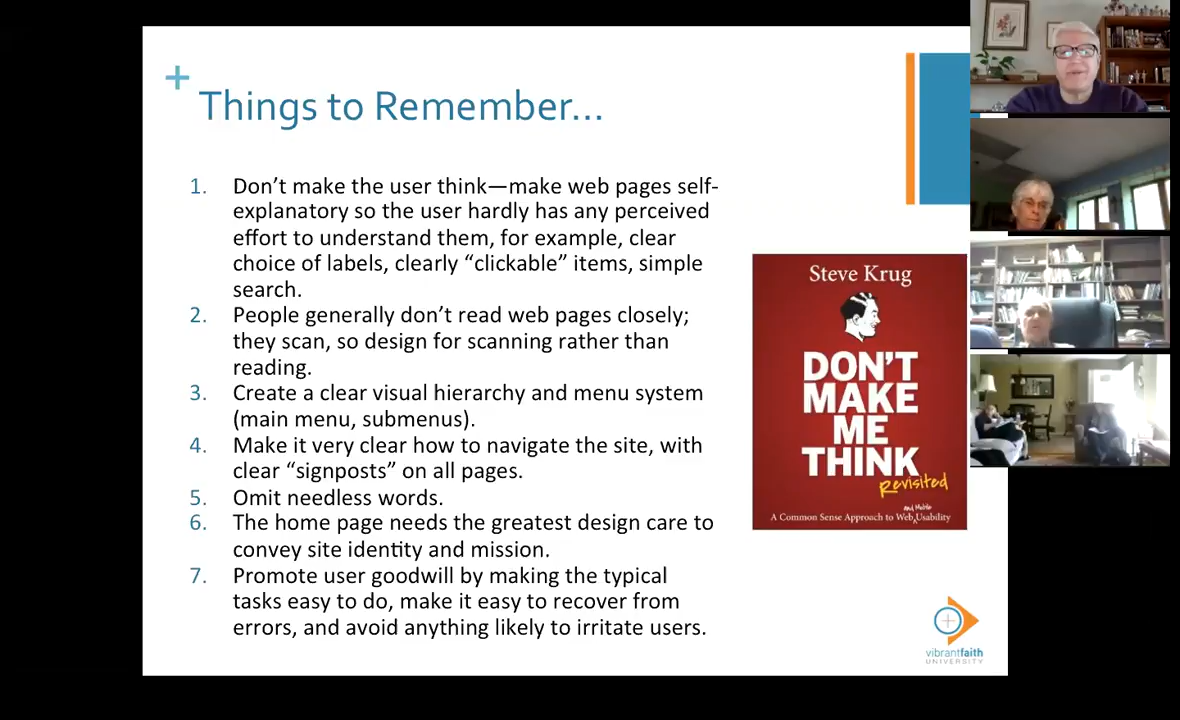 +
Things to Remember...
1. Don’t make the user think—make web pages self-
explanatory so the user hardly has any perceived
effort to understand them, for example, clear
choice of labels, clearly “clickable” items, simple
search.
2. People generally don’t read web pages closely;
they scan, so design for scanning rather than
reading.
3. Create a clear visual hierarchy and menu system
(main menu, submenus).
4. Make it very clear how to navigate the site, with
clear “signposts” on all pages.
5. Omit needless words.
6. The home page needs the greatest design care to
convey site identity and mission.
7. Promote user goodwill by making the typical
tasks easy to do, make it easy to recover from
errors, and avoid anything likely to irritate users.
Steve Krug
DON'T
MAKE
ME
THINK
Revisited
and Mobile
A Common Sense Approach to Web Usability
vibrantfaith
UNIVERSITY